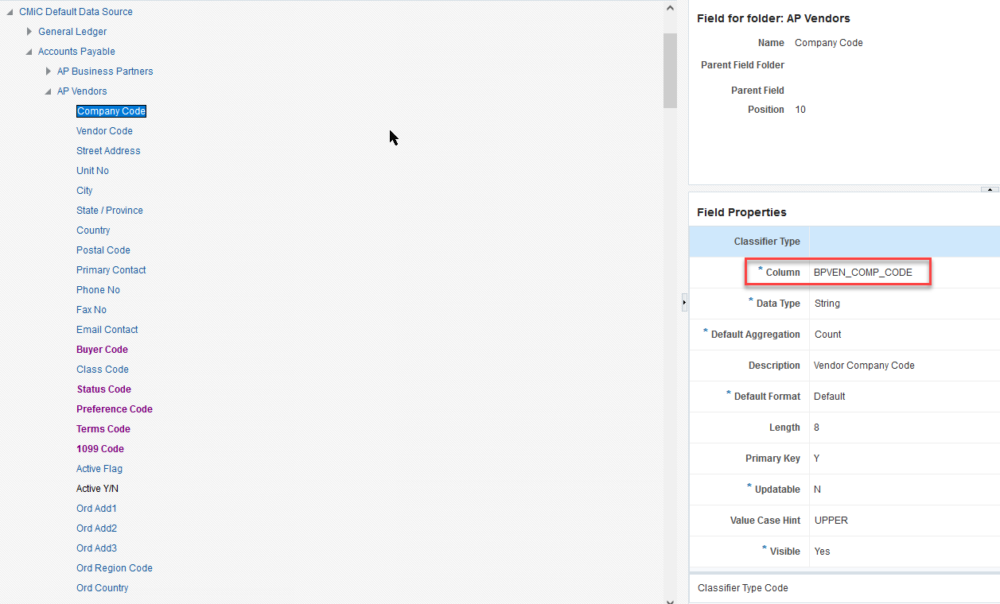 CMiC Default Data Source
General Ledger
Accounts Payable
AP Business Partners
AP Vendors
Company Code
Vendor Code
Street Address
Unit No
City
State / Province
Country
Postal Code
Primary Contact
Phone No
Fax No
Email Contact
Buyer Code
Class Code
Status Code
Preference Code
Terms Code
1099 Code
Active Flag
Active Y/N
Ord Add1
Ord Add2
Ord Add3
Ord Region Code
Ord Country
Field for folder: AP Vendors
Name Company Code
Parent Field Folder
Parent Field
Position 10
Field Properties
Classifier Type
* Column BPVEN_COMP_CODE
* Data Type String
* Default Aggregation Count
Description Vendor Company Code
* Default Format Default
Length 8
Primary Key Y
* Updatable N
Value Case Hint UPPER
* Visible Yes
Classifier Type Code